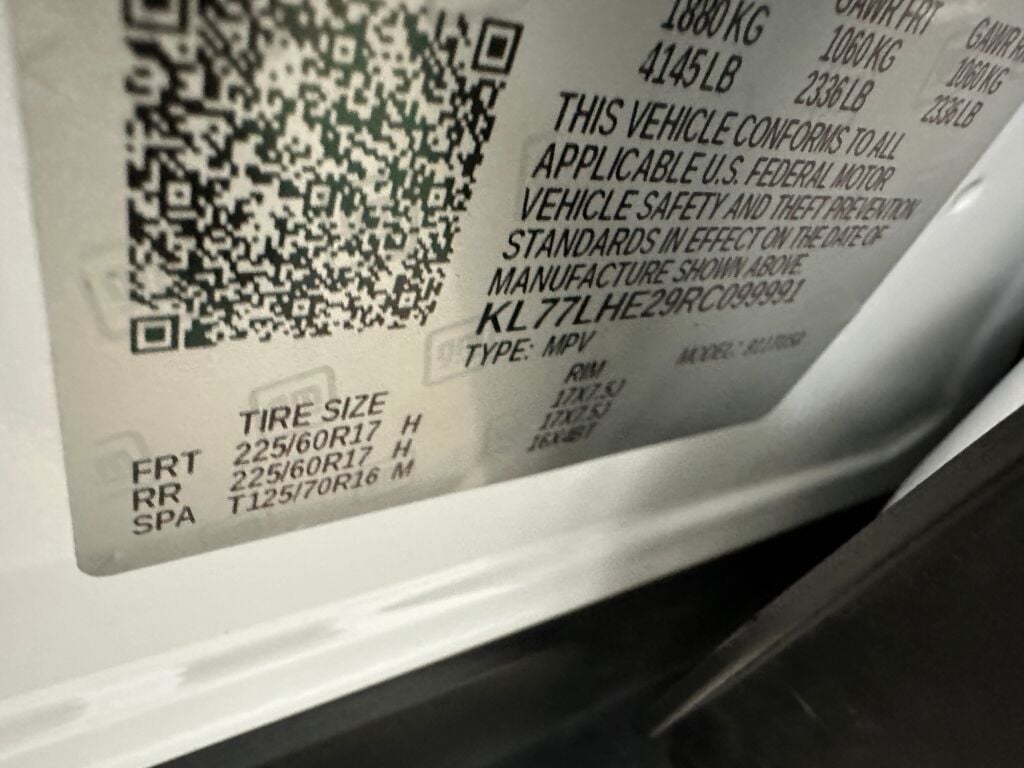 1880 KG
4145 LB
GAWR FRT
1060 KG
2336 LB
GAWR
1060 KG
2336 LB
THIS VEHICLE CONFORMS TO ALL
APPLICABLE U.S. FEDERAL MOTOR
VEHICLE SAFETY AND THEFT PREVENTION
STANDARDS IN EFFECT ON THE DATE OF
MANUFACTURE SHOWN ABOVE
KL77LHE29RC099991
TYPE: MPV
MODEL:
TIRE SIZE
RIM
FRT 225/60R17 H 17X7.5J
RR 225/60R17 H 17X7.5J
SPA T125/70R16 M 16X4BT